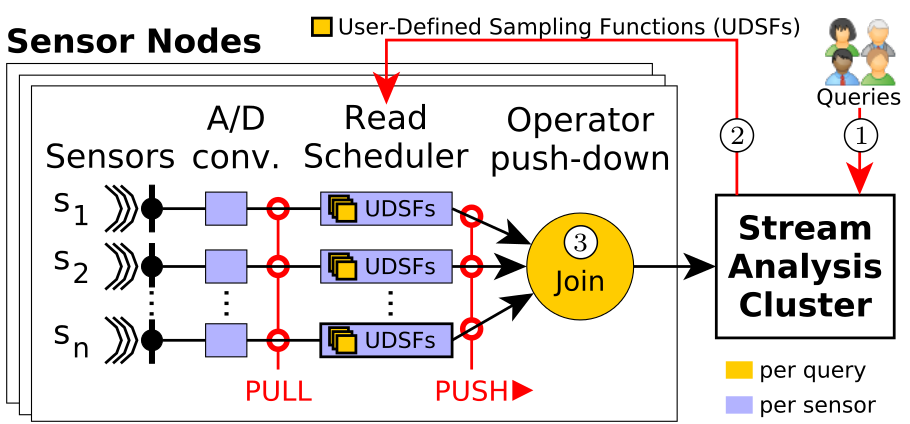 User-Defined Sampling Functions (UDSFs)
Sensor Nodes
Queries
2
1
A/D
conv.
Read
Scheduler
Operator
push-down
Sensors
s1
UDSFs
s2
UDSFs
3
Join
Stream
Analysis
Cluster
sn
UDSFs
PULL
PUSH▶
per query
per sensor